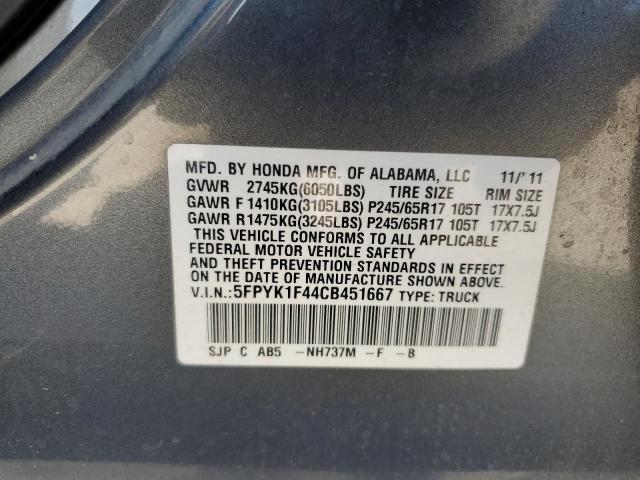 MFD. BY HONDA MFG. OF ALABAMA, LLC 11/'11
GVWR 2745KG(6050LBS) TIRE SIZE RIM SIZE
GAWR F 1410KG(3105LBS) P245/65R17 105T 17X7.5J
GAWR R1475KG(3245LBS) P245/65R17 105T 17X7.5J
THIS VEHICLE CONFORMS TO ALL APPLICABLE
FEDERAL MOTOR VEHICLE SAFETY
AND THEFT PREVENTION STANDARDS IN EFFECT
ON THE DATE OF MANUFACTURE SHOWN ABOVE.
V.I.N.:5FPYK1F44CB451667 TYPE: TRUCK
SJP C AB5 -NH737M -F -B